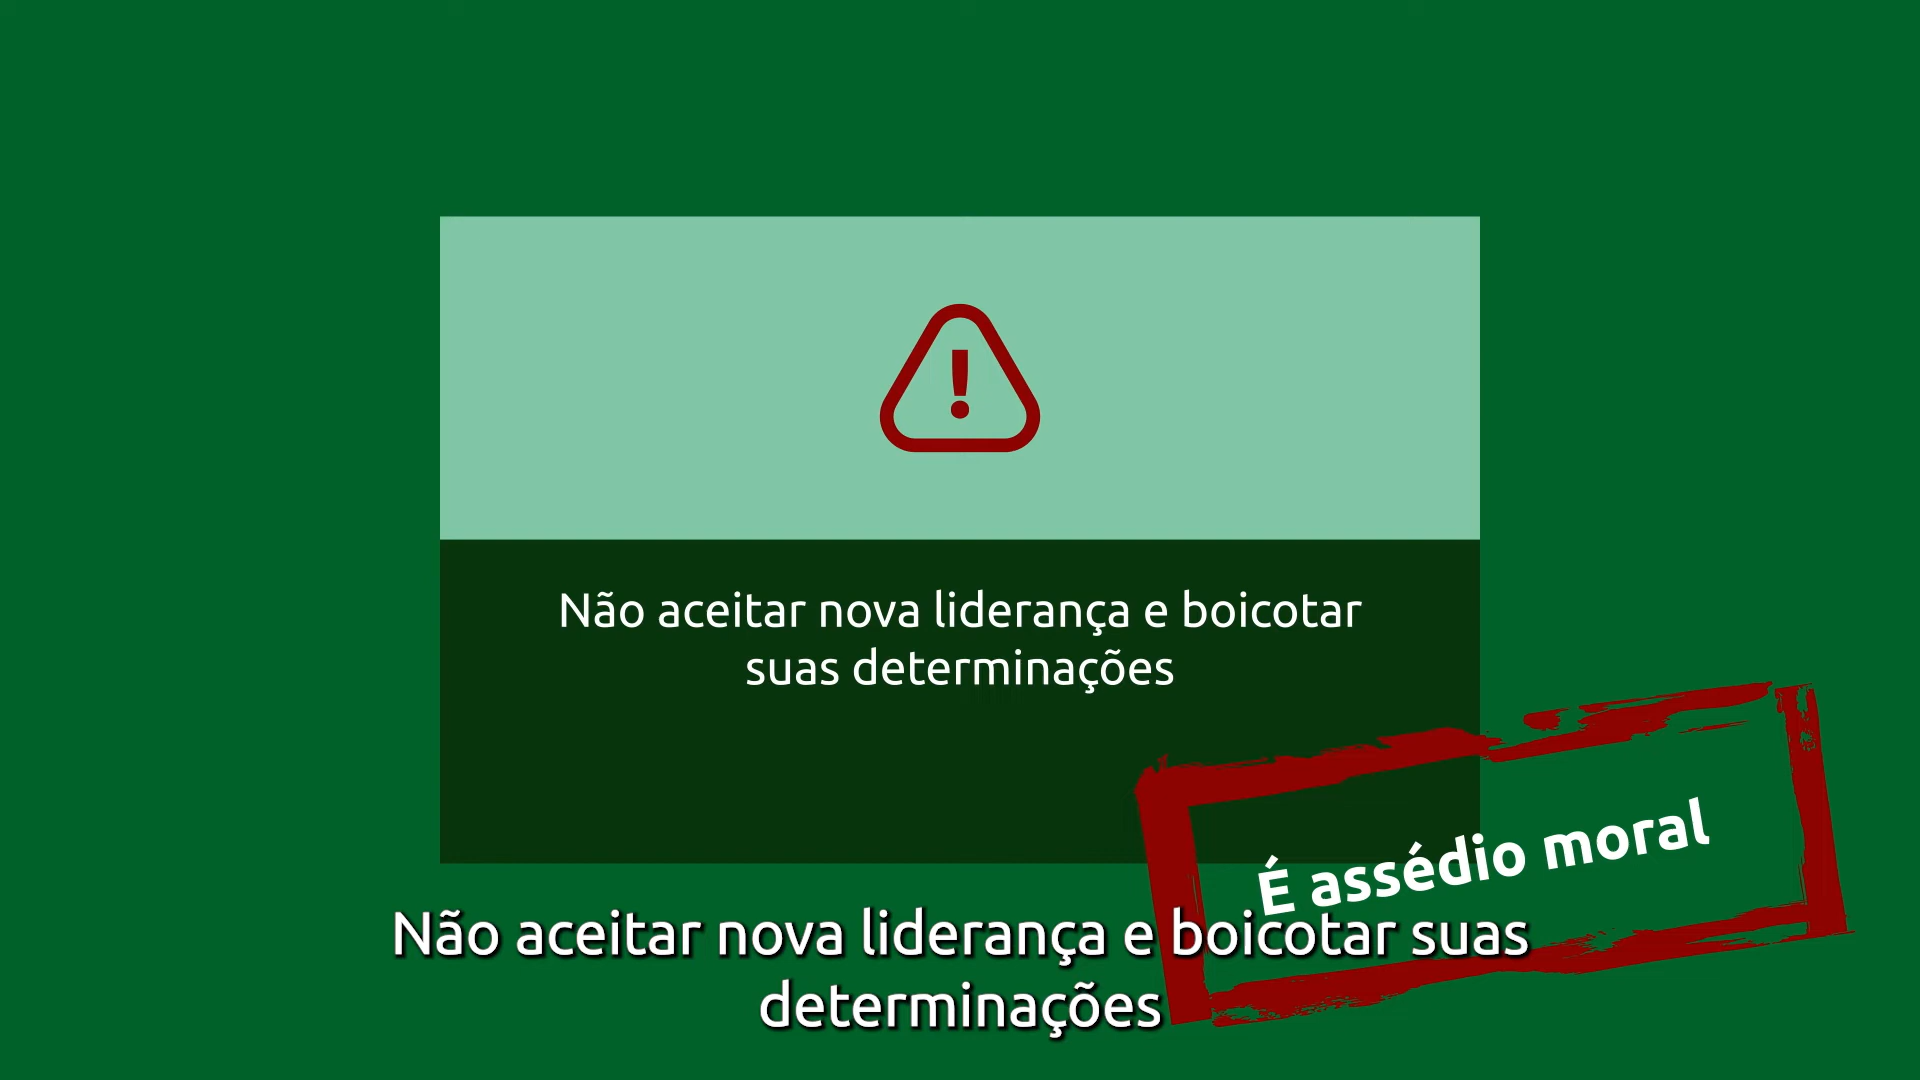 Não aceitar nova liderança e boicotar
suas determinações
É assédio moral
Não aceitar nova liderança e boicotar suas
determinações